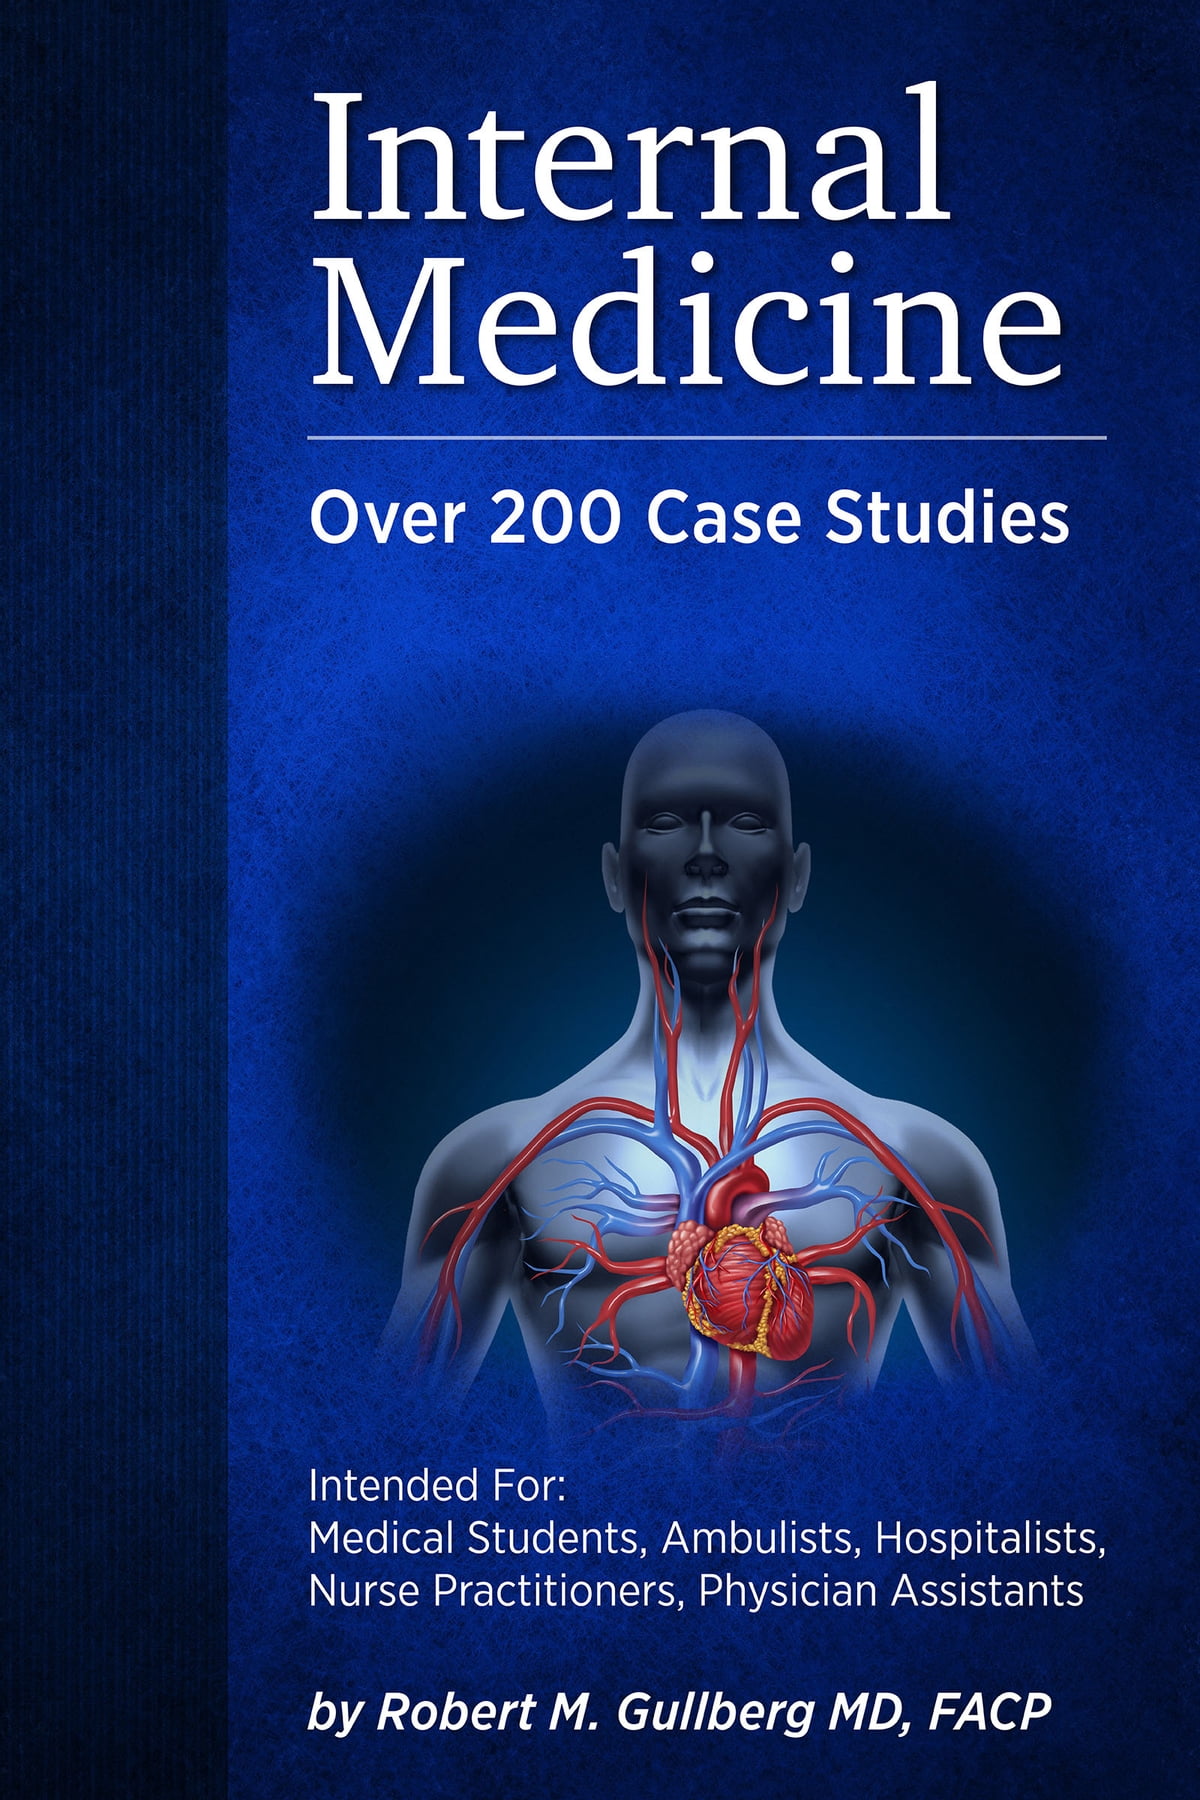 Internal
Medicine
Over 200 Case Studies
Intended For:
Medical Students, Ambulists, Hospitalists,
Nurse Practitioners, Physician Assistants
by Robert M. Gullberg MD, FACP